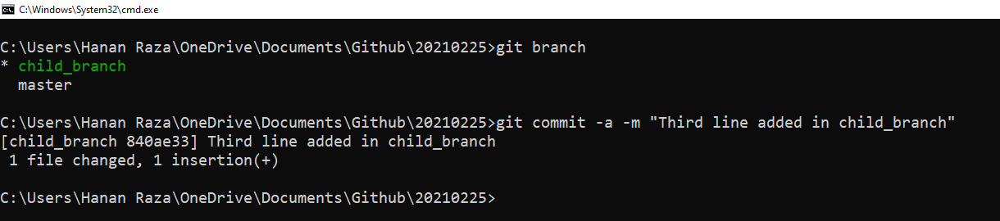 C:\Windows\System32\cmd.exe
C:\Users\Hanan Raza\OneDrive\Documents\Github\20210225>git branch
* child_branch
  master
C:\Users\Hanan Raza\OneDrive\Documents\Github\20210225>git commit -a -m "Third line added in child_branch"
[child_branch 840ae33] Third line added in child_branch
 1 file changed, 1 insertion(+)
C:\Users\Hanan Raza\OneDrive\Documents\Github\20210225>